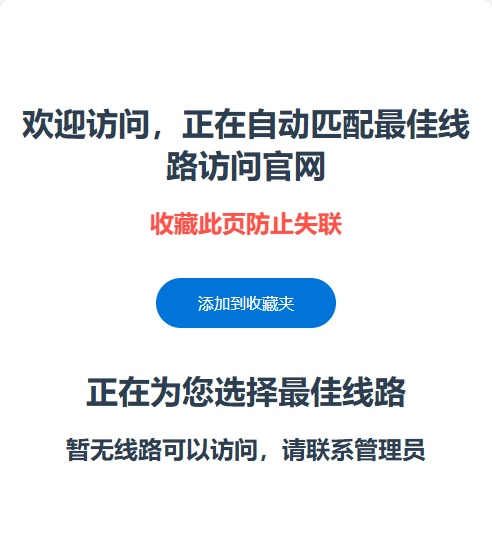 欢迎访问，正在自动匹配最佳线
路访问官网
收藏此页防止失联
添加到收藏夹
正在为您选择最佳线路
暂无线路可以访问，请联系管理员